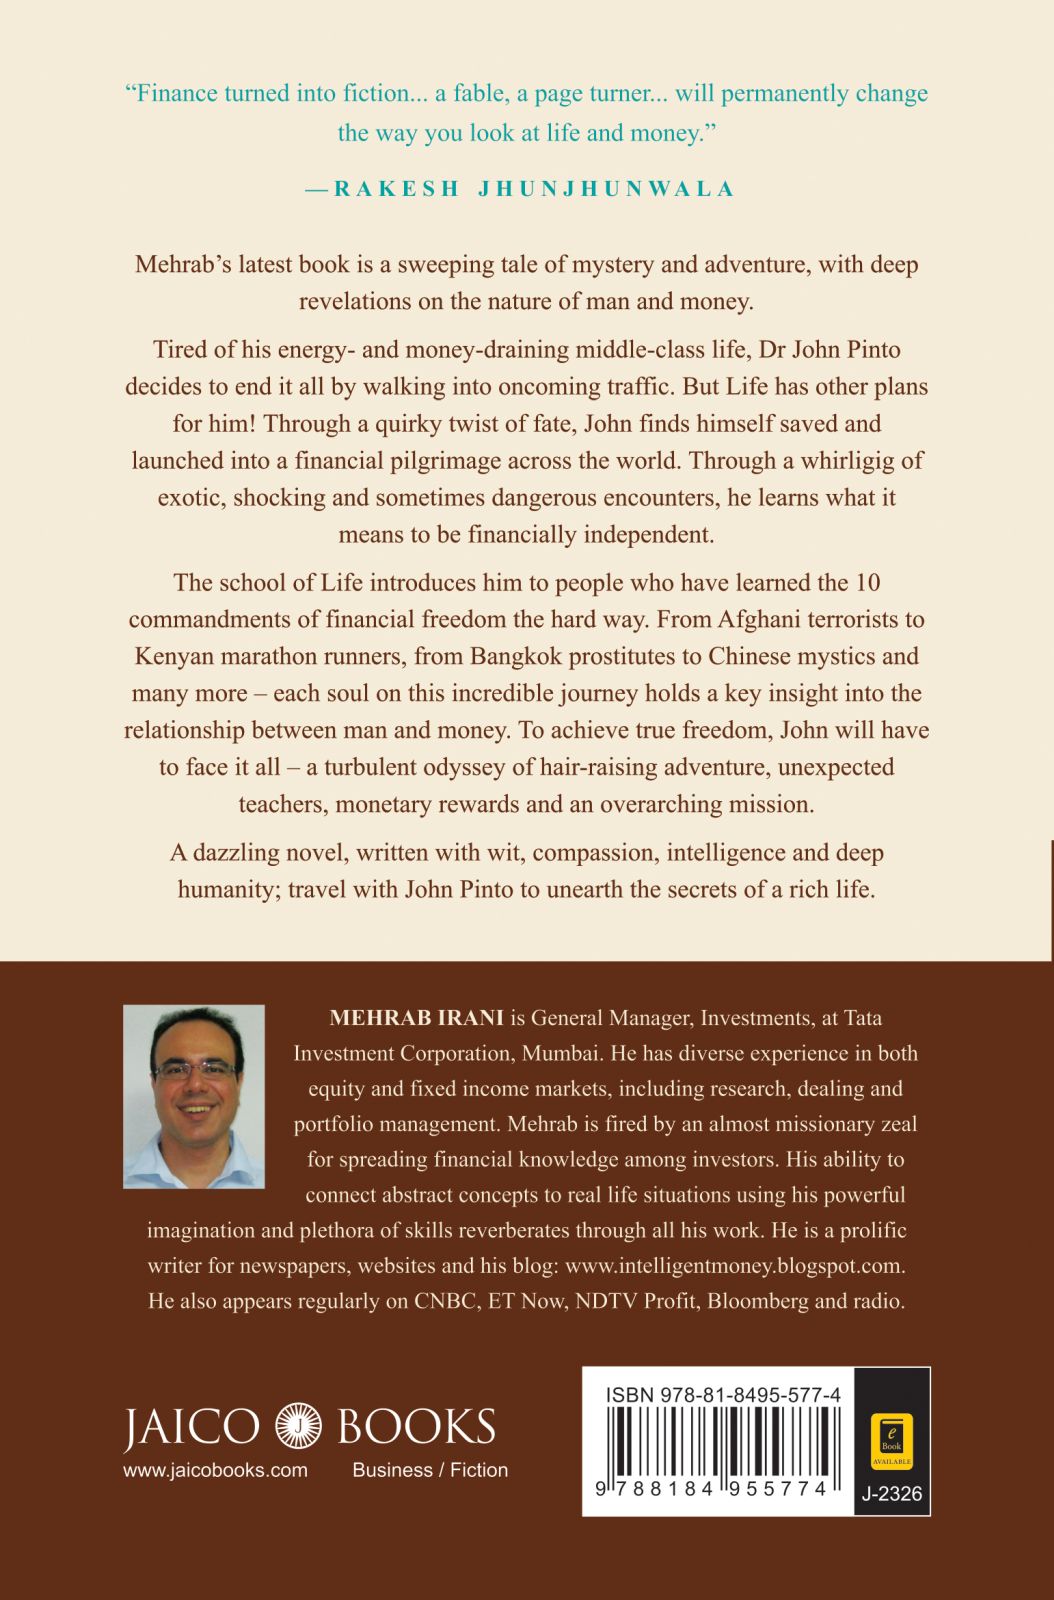 “Finance turned into fiction... a fable, a page turner... will permanently change
the way you look at life and money.”
—RAKESH JHUNJHUNWALA
Mehrab’s latest book is a sweeping tale of mystery and adventure, with deep
revelations on the nature of man and money.
Tired of his energy- and money-draining middle-class life, Dr John Pinto
decides to end it all by walking into oncoming traffic. But Life has other plans
for him! Through a quirky twist of fate, John finds himself saved and
launched into a financial pilgrimage across the world. Through a whirligig of
exotic, shocking and sometimes dangerous encounters, he learns what it
means to be financially independent.
The school of Life introduces him to people who have learned the 10
commandments of financial freedom the hard way. From Afghani terrorists to
Kenyan marathon runners, from Bangkok prostitutes to Chinese mystics and
many more – each soul on this incredible journey holds a key insight into the
relationship between man and money. To achieve true freedom, John will have
to face it all – a turbulent odyssey of hair-raising adventure, unexpected
teachers, monetary rewards and an overarching mission.
A dazzling novel, written with wit, compassion, intelligence and deep
humanity; travel with John Pinto to unearth the secrets of a rich life.
MEHRAB IRANI is General Manager, Investments, at Tata
Investment Corporation, Mumbai. He has diverse experience in both
equity and fixed income markets, including research, dealing and
portfolio management. Mehrab is fired by an almost missionary zeal
for spreading financial knowledge among investors. His ability to
connect abstract concepts to real life situations using his powerful
imagination and plethora of skills reverberates through all his work. He is a prolific
writer for newspapers, websites and his blog: www.intelligentmoney.blogspot.com.
He also appears regularly on CNBC, ET Now, NDTV Profit, Bloomberg and radio.
JAICO J BOOKS
www.jaicobooks.com Business / Fiction
ISBN 978-81-8495-577-4
9 788184 955774
e
Book
AVAILABLE
J-2326